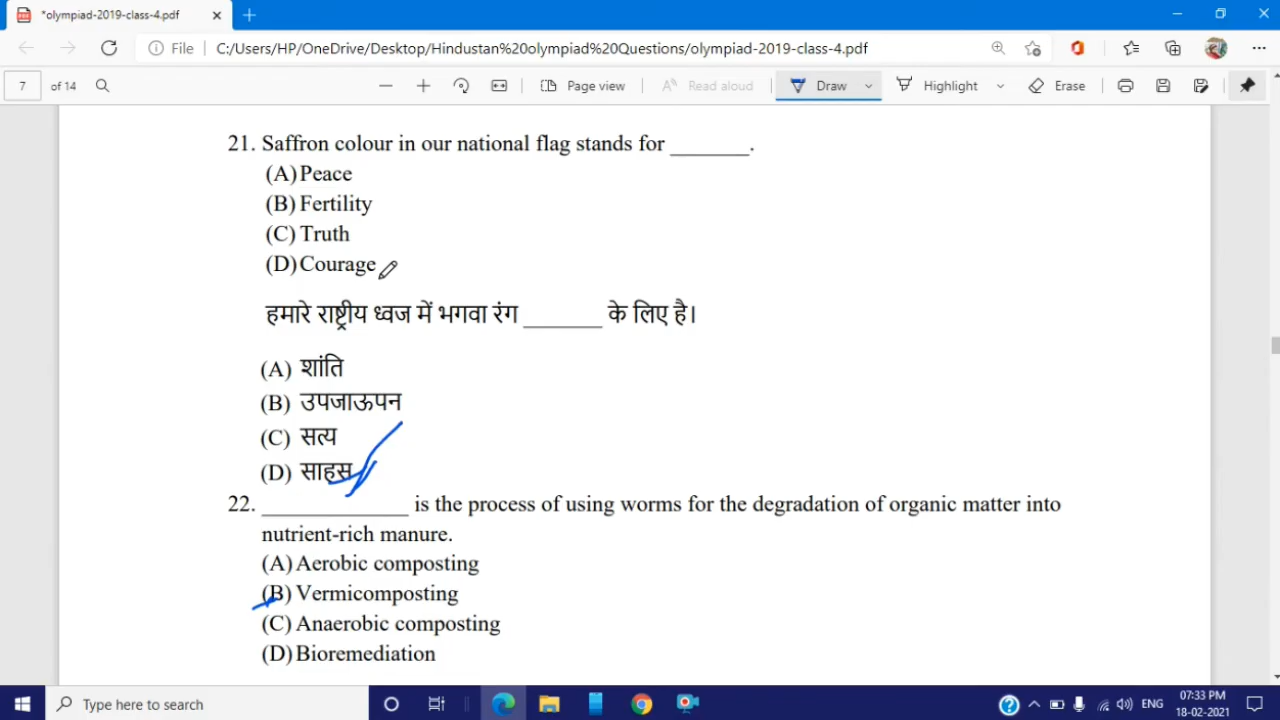 *olympiad-2019-class-4.pdf
File C:/Users/HP/OneDrive/Desktop/Hindustan%20olympiad%20Questions/olympiad-2019-class-4.pdf
7 of 14 Page view Read aloud Draw Highlight Erase
21. Saffron colour in our national flag stands for _______.
(A) Peace
(B) Fertility
(C) Truth
(D) Courage
हमारे राष्ट्रीय ध्वज में भगवा रंग _______ के लिए है।
(A) शांति
(B) उपजाऊपन
(C) सत्य
(D) साहस
22. _____________ is the process of using worms for the degradation of organic matter into
nutrient-rich manure.
(A) Aerobic composting
(B) Vermicomposting
(C) Anaerobic composting
(D) Bioremediation
Type here to search ENG 07:33 PM
18-02-2021